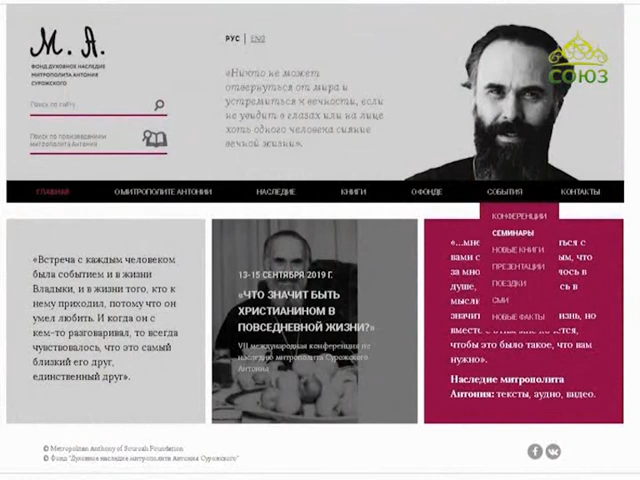 М. А.
ФОНД ДУХОВНОЕ НАСЛЕДИЕ
МИТРОПОЛИТА АНТОНИЯ
СУРОЖСКОГО
Поиск по сайту
Поиск по произведениям
митрополита Антония
РУС | ENG
«Никто не может
отвернуться от мира и
устремиться к вечности, если
не увидит в глазах или на лице
хоть одного человека сияние
вечной жизни».
СОЮЗ
ГЛАВНАЯ О МИТРОПОЛИТЕ АНТОНИИ НАСЛЕДИЕ КНИГИ О ФОНДЕ СОБЫТИЯ КОНТАКТЫ
КОНФЕРЕНЦИИ
СЕМИНАРЫ
НОВЫЕ КНИГИ
ПРЕЗЕНТАЦИИ
ПОЕЗДКИ
СМИ
НОВЫЕ ФАКТЫ
«Встреча с каждым человеком
была событием и в жизни
Владыки, и в жизни того, кто к
нему приходил, потому что он
умел любить. И когда он с
кем-то разговаривал, то всегда
чувствовалось, что это самый
близкий его друг,
единственный друг».
13-15 СЕНТЯБРЯ 2019 Г.
«ЧТО ЗНАЧИТ БЫТЬ
ХРИСТИАНИНОМ В
ПОВСЕДНЕВНОЙ ЖИЗНИ?»
VII международная конференция по
наследию митрополита Сурожского
Антония
чтобы это было такое, что вам
нужно».
Наследие митрополита
Антония: тексты, аудио, видео.
© Metropolitan Anthony of Sourozh Foundation
© Фонд "Духовное наследие митрополита Антония Сурожского"